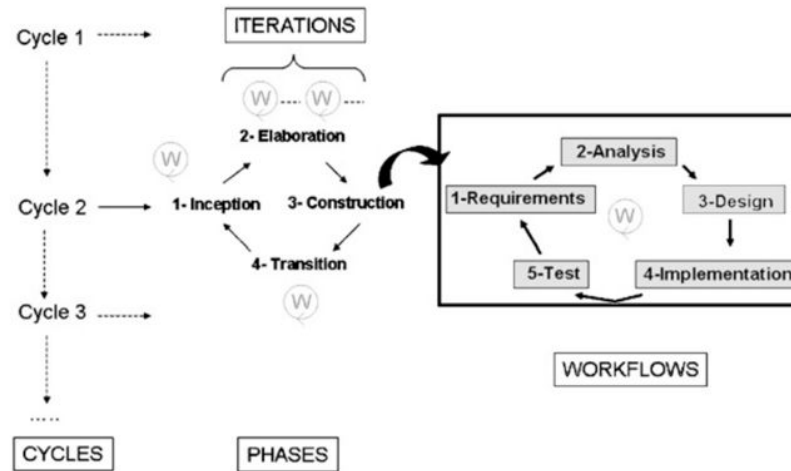 ITERATIONS
Cycle 1
W W
2- Elaboration
W
2-Analysis
Cycle 2
1- Inception
3- Construction
1-Requirements
W
3-Design
4- Transition
5-Test
4-Implementation
W
Cycle 3
WORKFLOWS
.....
CYCLES
PHASES